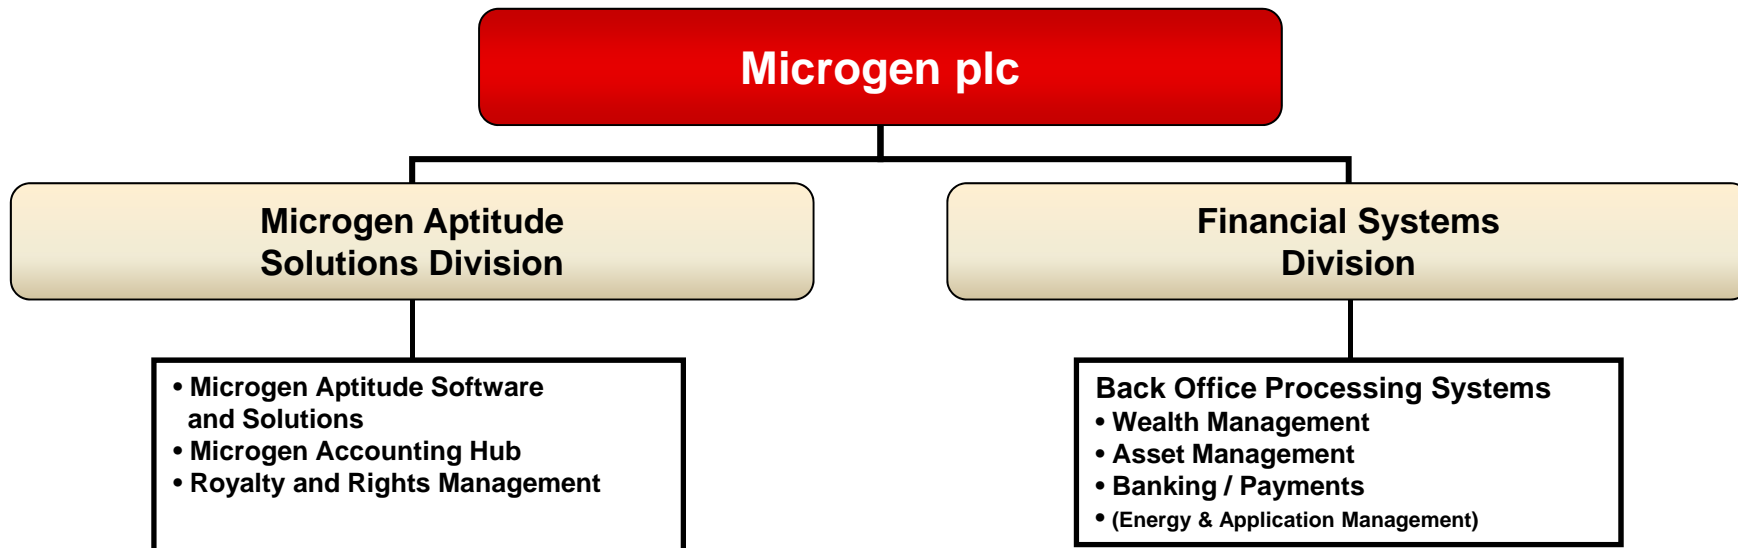 Microgen plc
Microgen Aptitude
Solutions Division
Financial Systems
Division
• Microgen Aptitude Software
and Solutions
• Microgen Accounting Hub
• Royalty and Rights Management
Back Office Processing Systems
• Wealth Management
• Asset Management
• Banking / Payments
• (Energy & Application Management)